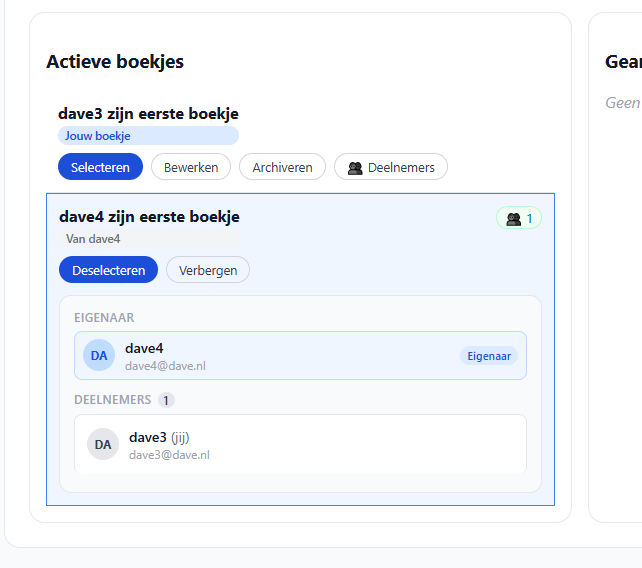 Actieve boekjes
dave3 zijn eerste boekje
Jouw boekje
Selecteren Bewerken Archiveren Deelnemers
dave4 zijn eerste boekje 1
Van dave4
Deselecteren Verbergen
EIGENAAR
DA dave4 Eigenaar
dave4@dave.nl
DEELNEMERS 1
DA dave3 (jij)
dave3@dave.nl
Gear
Geen